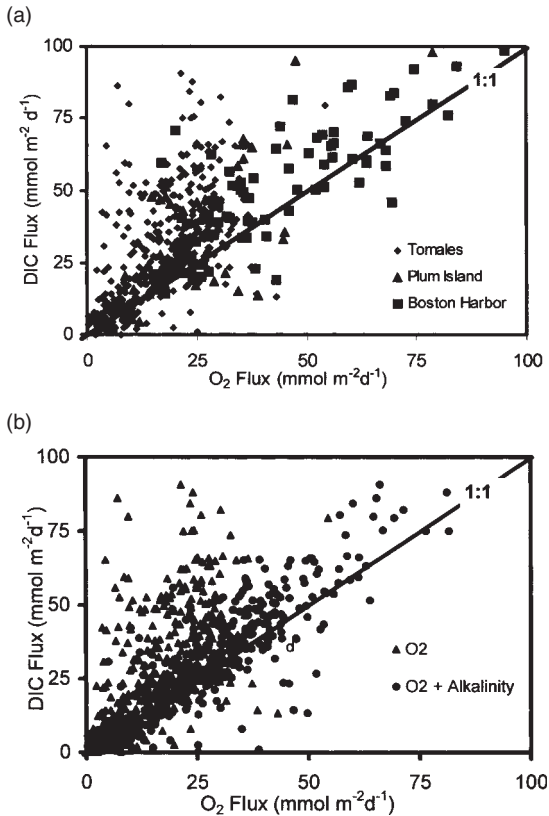 (a)
100
75
50
25
0
DIC Flux (mmol m-2 d-1)
1:1
Tomales
Plum Island
Boston Harbor
0 25 50 75 100
O2 Flux (mmol m-2d-1)
(b)
100
75
50
25
0
DIC Flux (mmol m-2 d-1)
1:1
d
O2
O2 + Alkalinity
0 25 50 75 100
O2 Flux (mmol m-2d-1)